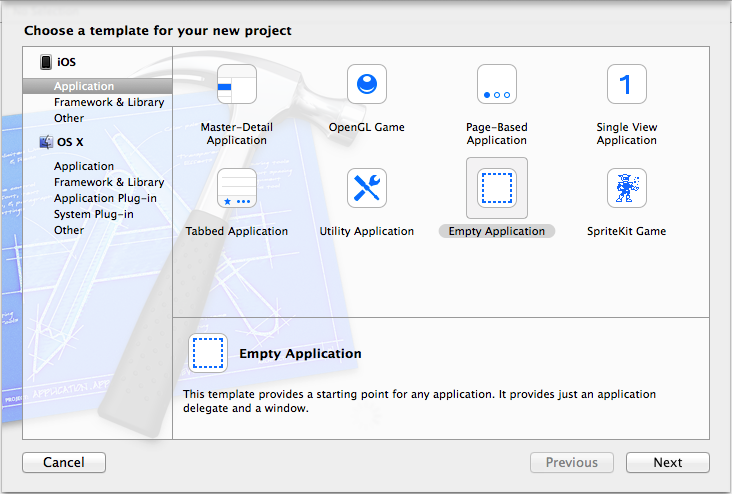 Choose a template for your new project
iOS
Application
Framework & Library
Other
OS X
Application
Framework & Library
Application Plug-in
System Plug-in
Other
Master-Detail
Application
OpenGL Game
Page-Based
Application
1
Single View
Application
Tabbed Application
Utility Application
Empty Application
SpriteKit Game
Empty Application
This template provides a starting point for any application. It provides just an application
delegate and a window.
Cancel
Previous
Next